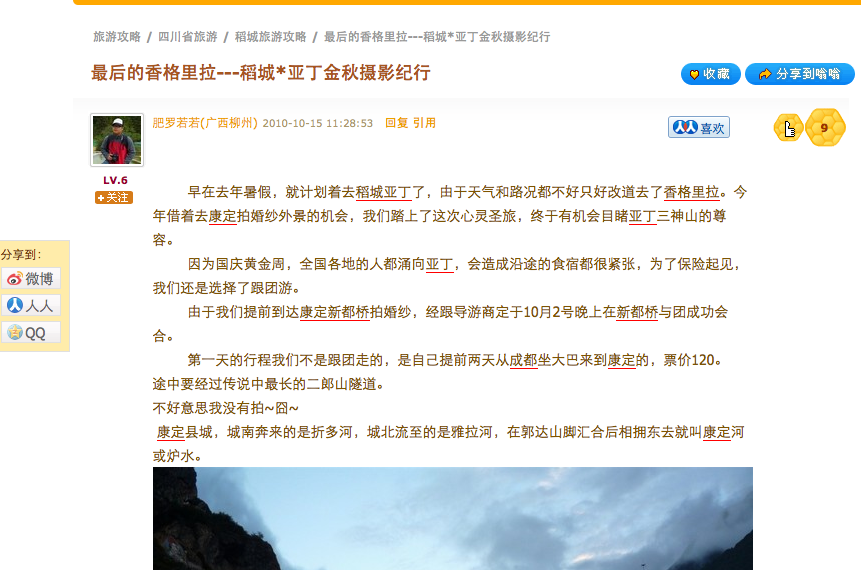 旅游攻略 / 四川省旅游 / 稻城旅游攻略 / 最后的香格里拉---稻城*亚丁金秋摄影纪行
最后的香格里拉---稻城*亚丁金秋摄影纪行
收藏
分享到嗡嗡
肥罗若若(广西柳州) 2010-10-15 11:28:53 回复 引用
喜欢
9
LV.6
+关注
早在去年暑假，就计划着去稻城亚丁了，由于天气和路况都不好只好改道去了香格里拉。今
年借着去康定拍婚纱外景的机会，我们踏上了这次心灵圣旅，终于有机会目睹亚丁三神山的尊
容。
因为国庆黄金周，全国各地的人都涌向亚丁，会造成沿途的食宿都很紧张，为了保险起见，
我们还是选择了跟团游。
由于我们提前到达康定新都桥拍婚纱，经跟导游商定于10月2号晚上在新都桥与团成功会
合。
第一天的行程我们不是跟团走的，是自己提前两天从成都坐大巴来到康定的，票价120。
途中要经过传说中最长的二郎山隧道。
不好意思我没有拍~囧~
康定县城，城南奔来的是折多河，城北流至的是雅拉河，在郭达山脚汇合后相拥东去就叫康定河
或炉水。
分享到：
微博
人人
QQ